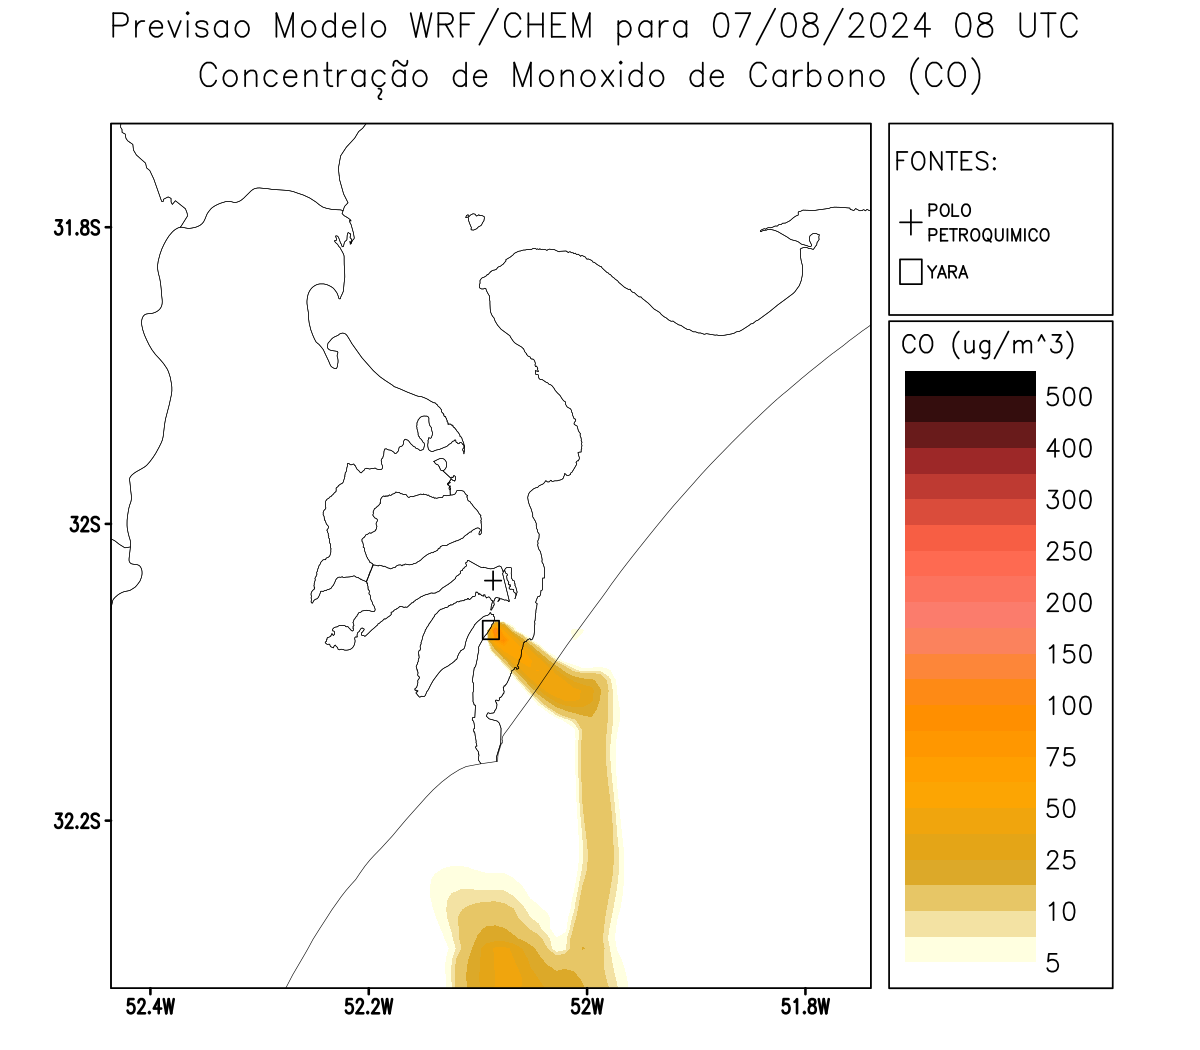 Previsao Modelo WRF/CHEM para 07/08/2024 08 UTC
Concentração de Monoxido de Carbono (CO)
FONTES:
POLO
PETROQUIMICO
YARA
CO (ug/m^3)
500
400
300
250
200
150
100
75
50
25
10
5
31.8S
32S
32.2S
52.4W
52.2W
52W
51.8W